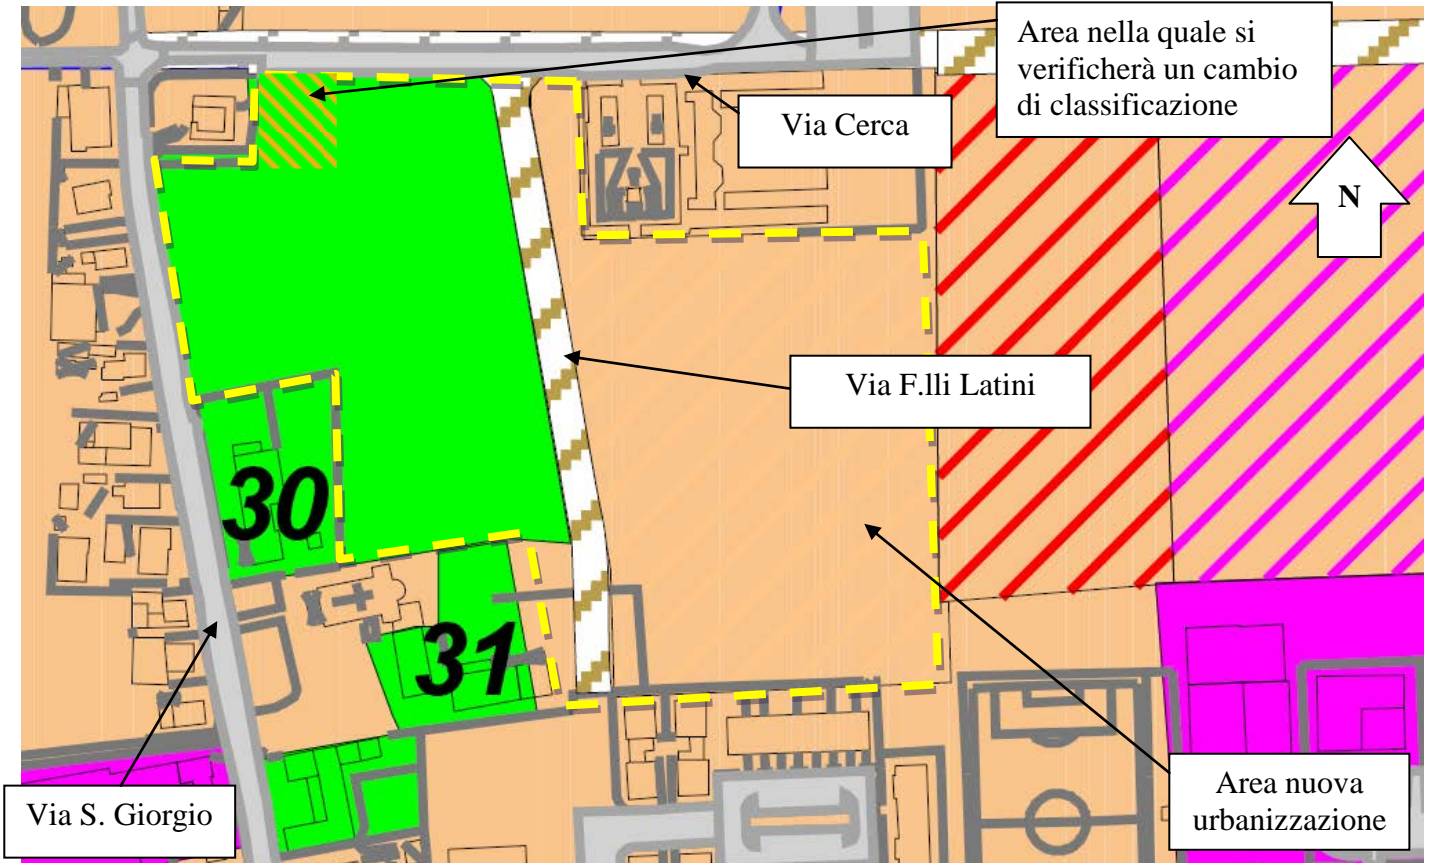 Area nella quale si
verificherà un cambio
di classificazione
Via Cerca
N
Via F.lli Latini
30
31
Via S. Giorgio
Area nuova
urbanizzazione